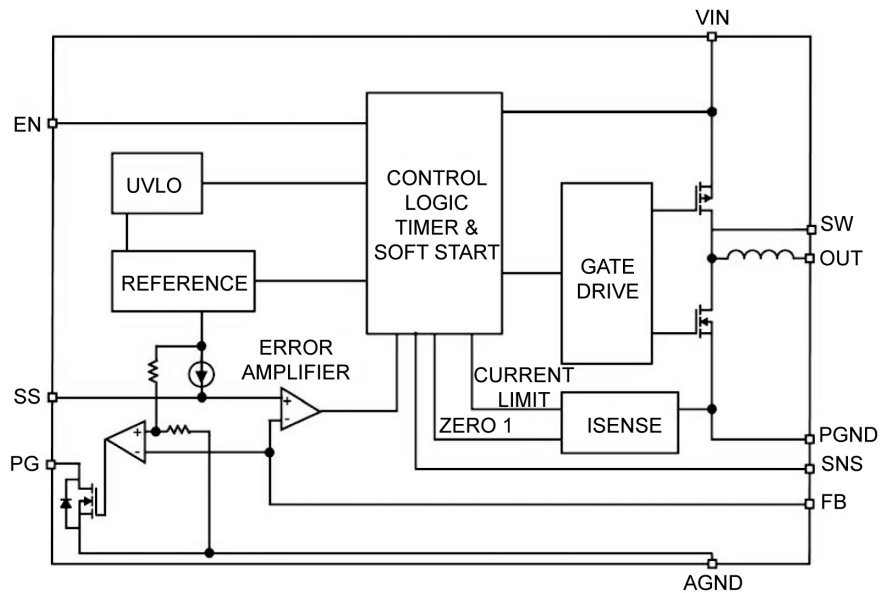 VIN
EN
UVLO
CONTROL
LOGIC
TIMER &
SOFT START
SW
OUT
REFERENCE
GATE
DRIVE
ERROR
AMPLIFIER
+
-
SS
CURRENT
LIMIT
ZERO 1
ISENSE
+
-
PGND
PG
SNS
FB
AGND